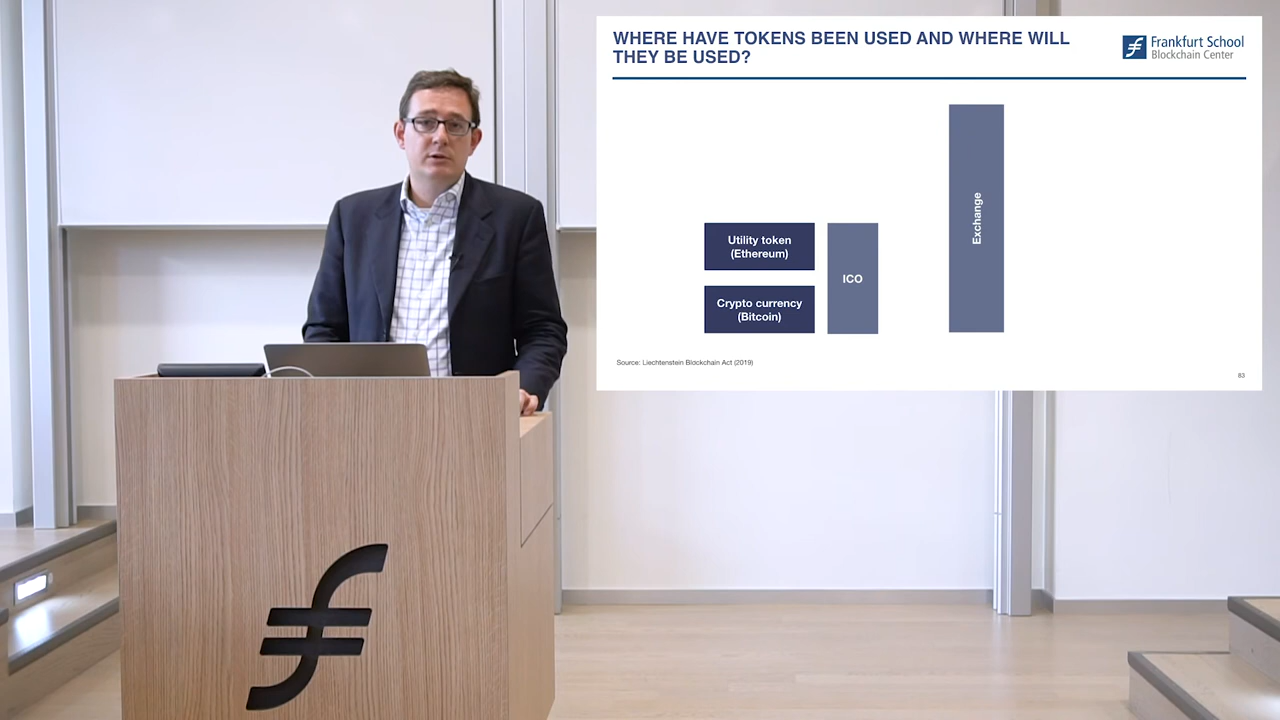 WHERE HAVE TOKENS BEEN USED AND WHERE WILL
THEY BE USED?
Frankfurt School
Blockchain Center
Utility token
(Ethereum)
ICO
Crypto currency
(Bitcoin)
Exchange
Source: Liechtenstein Blockchain Act (2019)
83